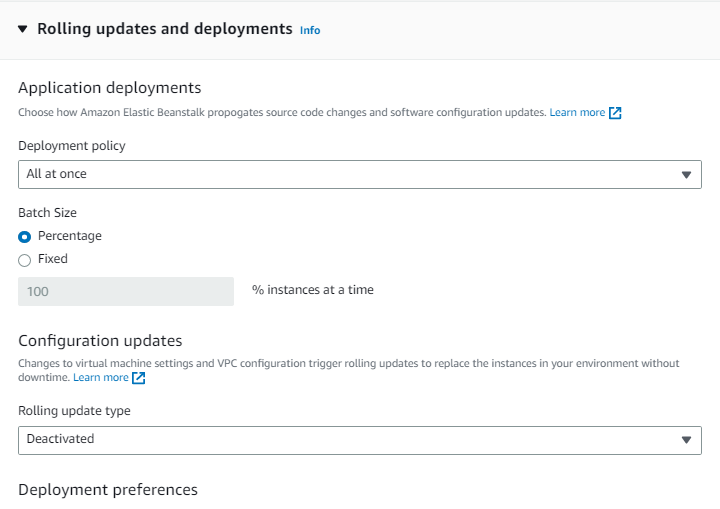 Rolling updates and deployments Info
Application deployments
Choose how Amazon Elastic Beanstalk propogates source code changes and software configuration updates. Learn more
Deployment policy
All at once
Batch Size
Percentage
Fixed
100 % instances at a time
Configuration updates
Changes to virtual machine settings and VPC configuration trigger rolling updates to replace the instances in your environment without
downtime. Learn more
Rolling update type
Deactivated
Deployment preferences